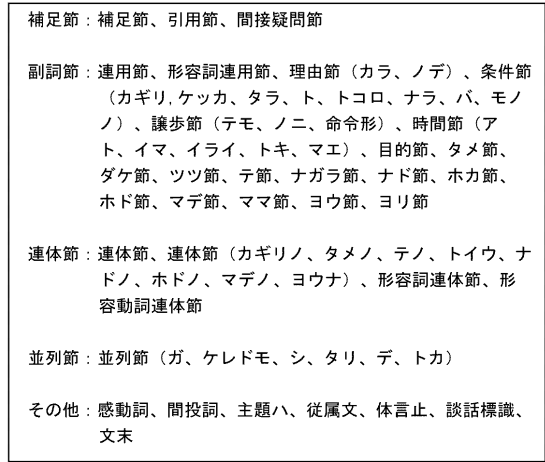 補足節：補足節、引用節、間接疑問節
副詞節：連用節、形容詞連用節、理由節（カラ、ノデ）、条件節
（カギリ,ケッカ、タラ、ト、トコロ、ナラ、バ、モノ
ノ）、譲歩節（テモ、ノニ、命令形）、時間節（ア
ト、イマ、イライ、トキ、マエ）、目的節、タメ節、
ダケ節、ツツ節、テ節、ナガラ節、ナド節、ホカ節、
ホド節、マデ節、ママ節、ヨウ節、ヨリ節
連体節：連体節、連体節（カギリノ、タメノ、テノ、トイウ、ナ
ドノ、ホドノ、マデノ、ヨウナ）、形容詞連体節、形
容動詞連体節
並列節：並列節（ガ、ケレドモ、シ、タリ、デ、トカ）
その他：感動詞、間投詞、主題ハ、従属文、体言止、談話標識、
文末